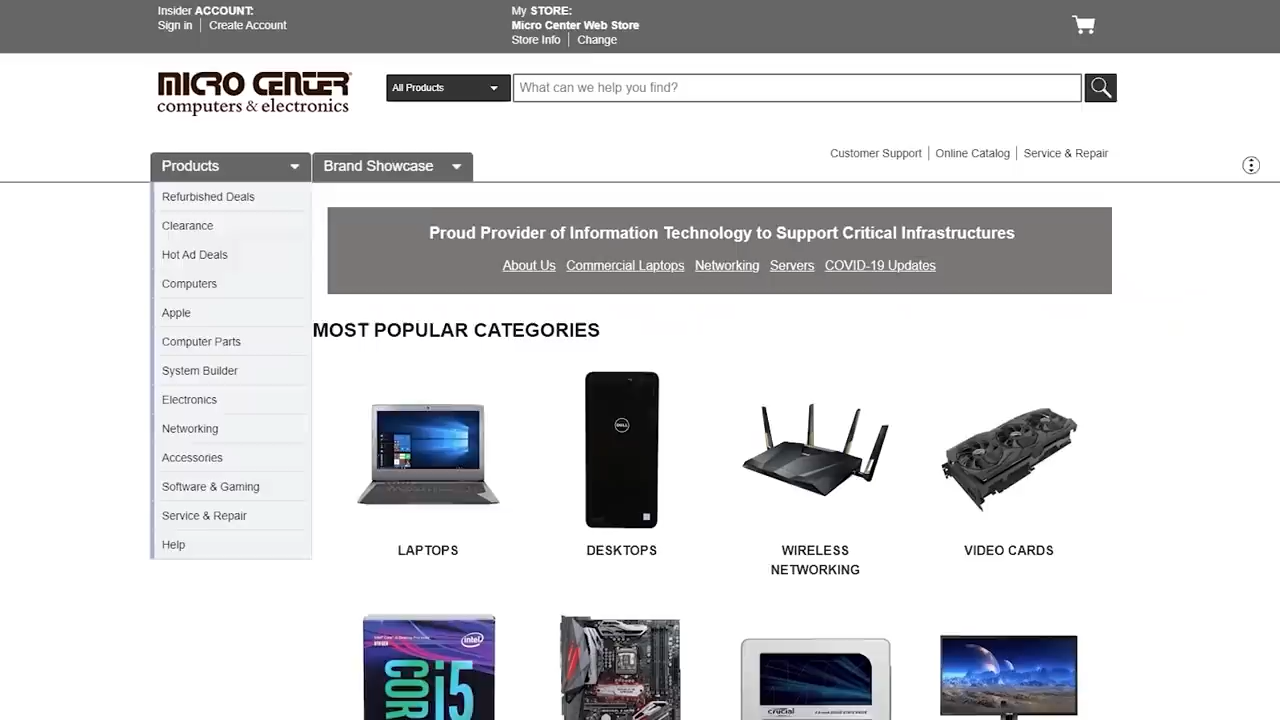 Insider ACCOUNT:
Sign in
Create Account
My STORE:
Micro Center Web Store
Store Info
Change
MICRO CENTER
computers & electronics
All Products
What can we help you find?
Customer Support
Online Catalog
Service & Repair
Products
Brand Showcase
Refurbished Deals
Clearance
Hot Ad Deals
Computers
Apple
Computer Parts
System Builder
Electronics
Networking
Accessories
Software & Gaming
Service & Repair
Help
Proud Provider of Information Technology to Support Critical Infrastructures
About Us Commercial Laptops Networking Servers COVID-19 Updates
MOST POPULAR CATEGORIES
DELL
LAPTOPS
DESKTOPS
WIRELESS
NETWORKING
VIDEO CARDS
intel
CORE
i5
crucial